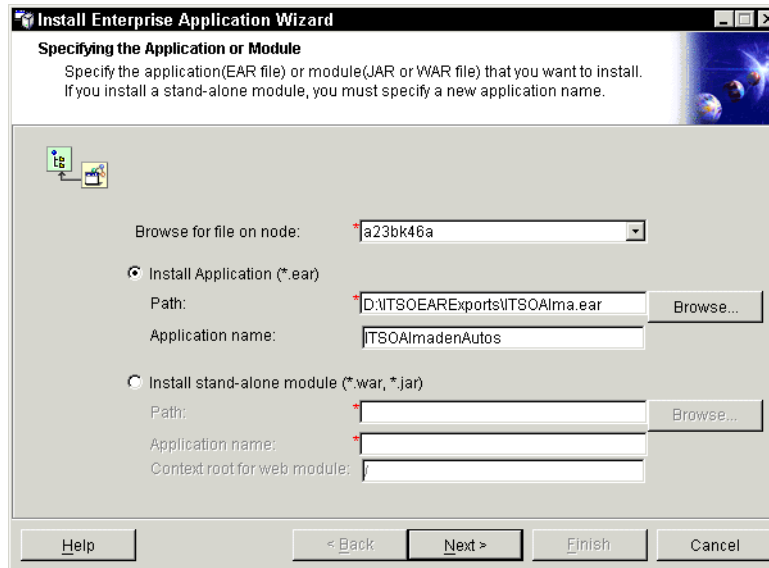 Install Enterprise Application Wizard
Specifying the Application or Module
Specify the application(EAR file) or module(JAR or WAR file) that you want to install.
If you install a stand-alone module, you must specify a new application name.
Browse for file on node: *a23bk46a
Install Application (*.ear)
Path: *D:\ITSOEARExports\ITSOAlma.ear Browse...
Application name: ITSOAlmadenAutos
Install stand-alone module (*.war, *.jar)
Path: * Browse...
Application name: *
Context root for web module: /
Help < Back Next > Finish Cancel